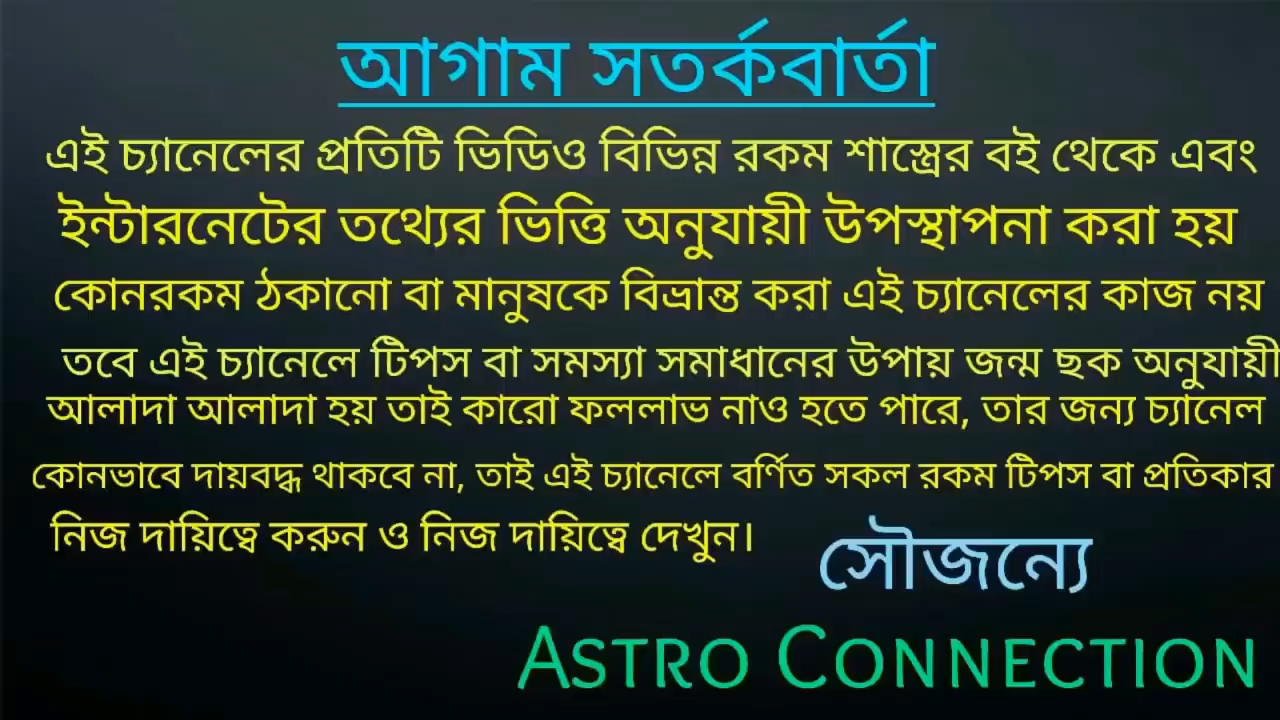 আগাম সতর্কবার্তা
এই চ্যানেলের প্রতিটি ভিডিও বিভিন্ন রকম শাস্ত্রের বই থেকে এবং
ইন্টারনেটের তথ্যের ভিত্তি অনুযায়ী উপস্থাপনা করা হয়
কোনরকম ঠকানো বা মানুষকে বিভ্রান্ত করা এই চ্যানেলের কাজ নয়
তবে এই চ্যানেলে টিপস বা সমস্যা সমাধানের উপায় জন্ম ছক অনুযায়ী
আলাদা আলাদা হয় তাই কারো ফললাভ নাও হতে পারে, তার জন্য চ্যানেল
কোনভাবে দায়বদ্ধ থাকবে না, তাই এই চ্যানেলে বর্ণিত সকল রকম টিপস বা প্রতিকার
নিজ দায়িত্বে করুন ও নিজ দায়িত্বে দেখুন।
সৌজন্যে
ASTRO CONNECTION